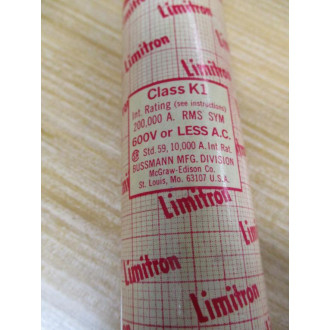 Limitron
Limitron
Limitron
Class K1
Int. Rating (see instructions)
200,000 A. RMS SYM
600V or LESS A.C.
Std. 59, 10,000 A. Int. Rat.
BUSSMANN MFG. DIVISION
McGraw-Edison Co.
St. Louis, Mo. 63107 U.S.A.
Limitron
Limitron
Limitron